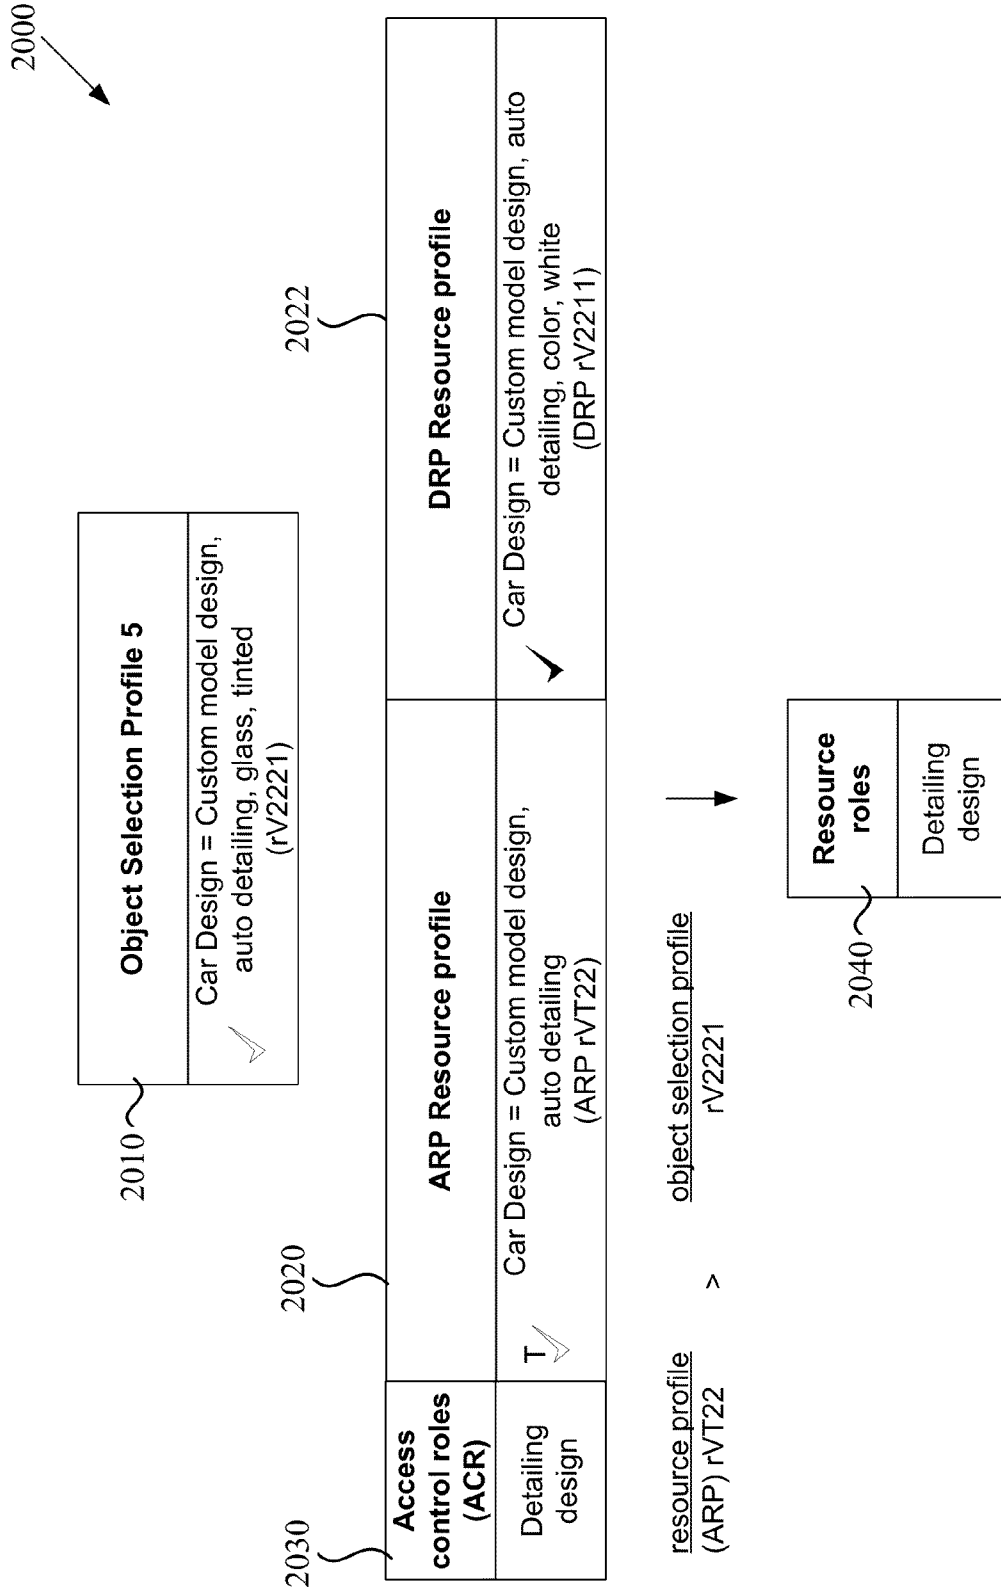 2000
Object Selection Profile 5
Car Design = Custom model design,
auto detailing, glass, tinted
(rV2221)
2010
2020
2022
2030
Access
control roles
(ACR)
ARP Resource profile
DRP Resource profile
Detailing
design
T
Car Design = Custom model design,
auto detailing
(ARP rVT22)
Car Design = Custom model design, auto
detailing, color, white
(DRP rV2211)
resource profile
(ARP) rVT22
>
object selection profile
rV2221
2040
Resource
roles
Detailing
design